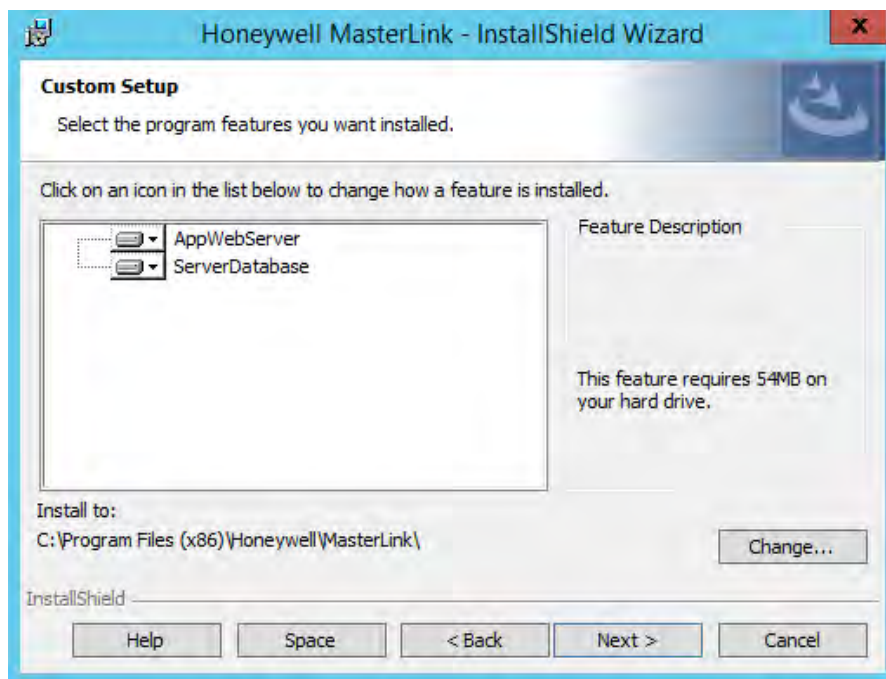 Honeywell MasterLink - InstallShield Wizard
x
Custom Setup
Select the program features you want installed.
Click on an icon in the list below to change how a feature is installed.
AppWebServer
ServerDatabase
Feature Description
This feature requires 54MB on
your hard drive.
Install to:
C:\Program Files (x86)\Honeywell\MasterLink\
Change...
InstallShield
Help
Space
< Back
Next >
Cancel